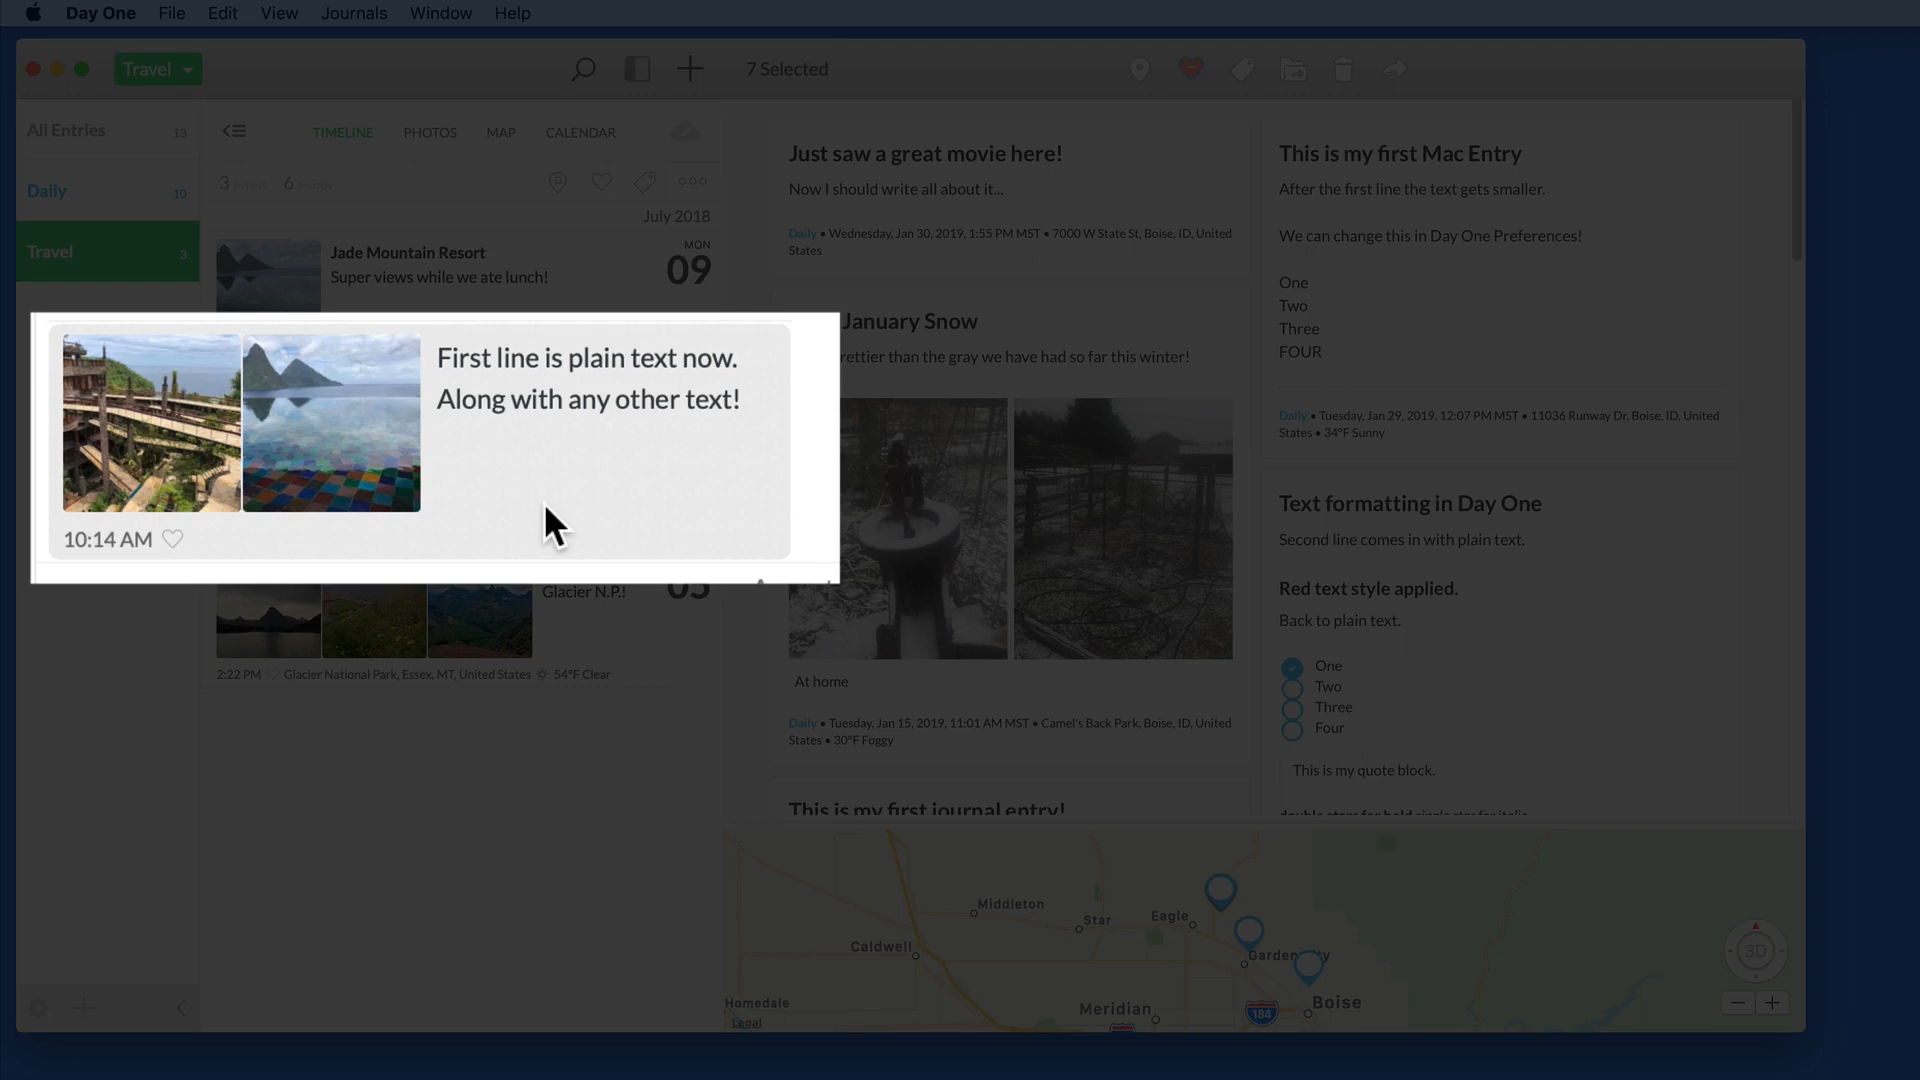 Day One File Edit View Journals Window Help
Travel
7 Selected
All Entries 13
Daily 10
Travel 3
TIMELINE PHOTOS MAP CALENDAR
3 6
July 2018
Jade Mountain Resort
Super views while we ate lunch!
MON
09
First line is plain text now.
Along with any other text!
10:14 AM
Glacier N.P.!
05
2:22 PM Glacier National Park, Essex, MT, United States 54°F Clear
Just saw a great movie here!
Now I should write all about it...
Daily • Wednesday, Jan 30, 2019, 1:55 PM MST • 7000 W State St, Boise, ID, United
States
January Snow
rettier than the gray we have had so far this winter!
At home
Daily • Tuesday, Jan 15, 2019, 11:01 AM MST • Camel's Back Park, Boise, ID, United
States • 30°F Foggy
This is my first journal entry!
This is my first Mac Entry
After the first line the text gets smaller.
We can change this in Day One Preferences!
One
Two
Three
FOUR
Daily • Tuesday, Jan 29, 2019, 12:07 PM MST • 11036 Runway Dr, Boise, ID, United
States • 34°F Sunny
Text formatting in Day One
Second line comes in with plain text.
Red text style applied.
Back to plain text.
One
Two
Three
Four
This is my quote block.
double stars for bold single star for italic
Middleton
Star
Eagle
Caldwell
Garden
Homedale
Meridian
Boise
184
Legal
3D